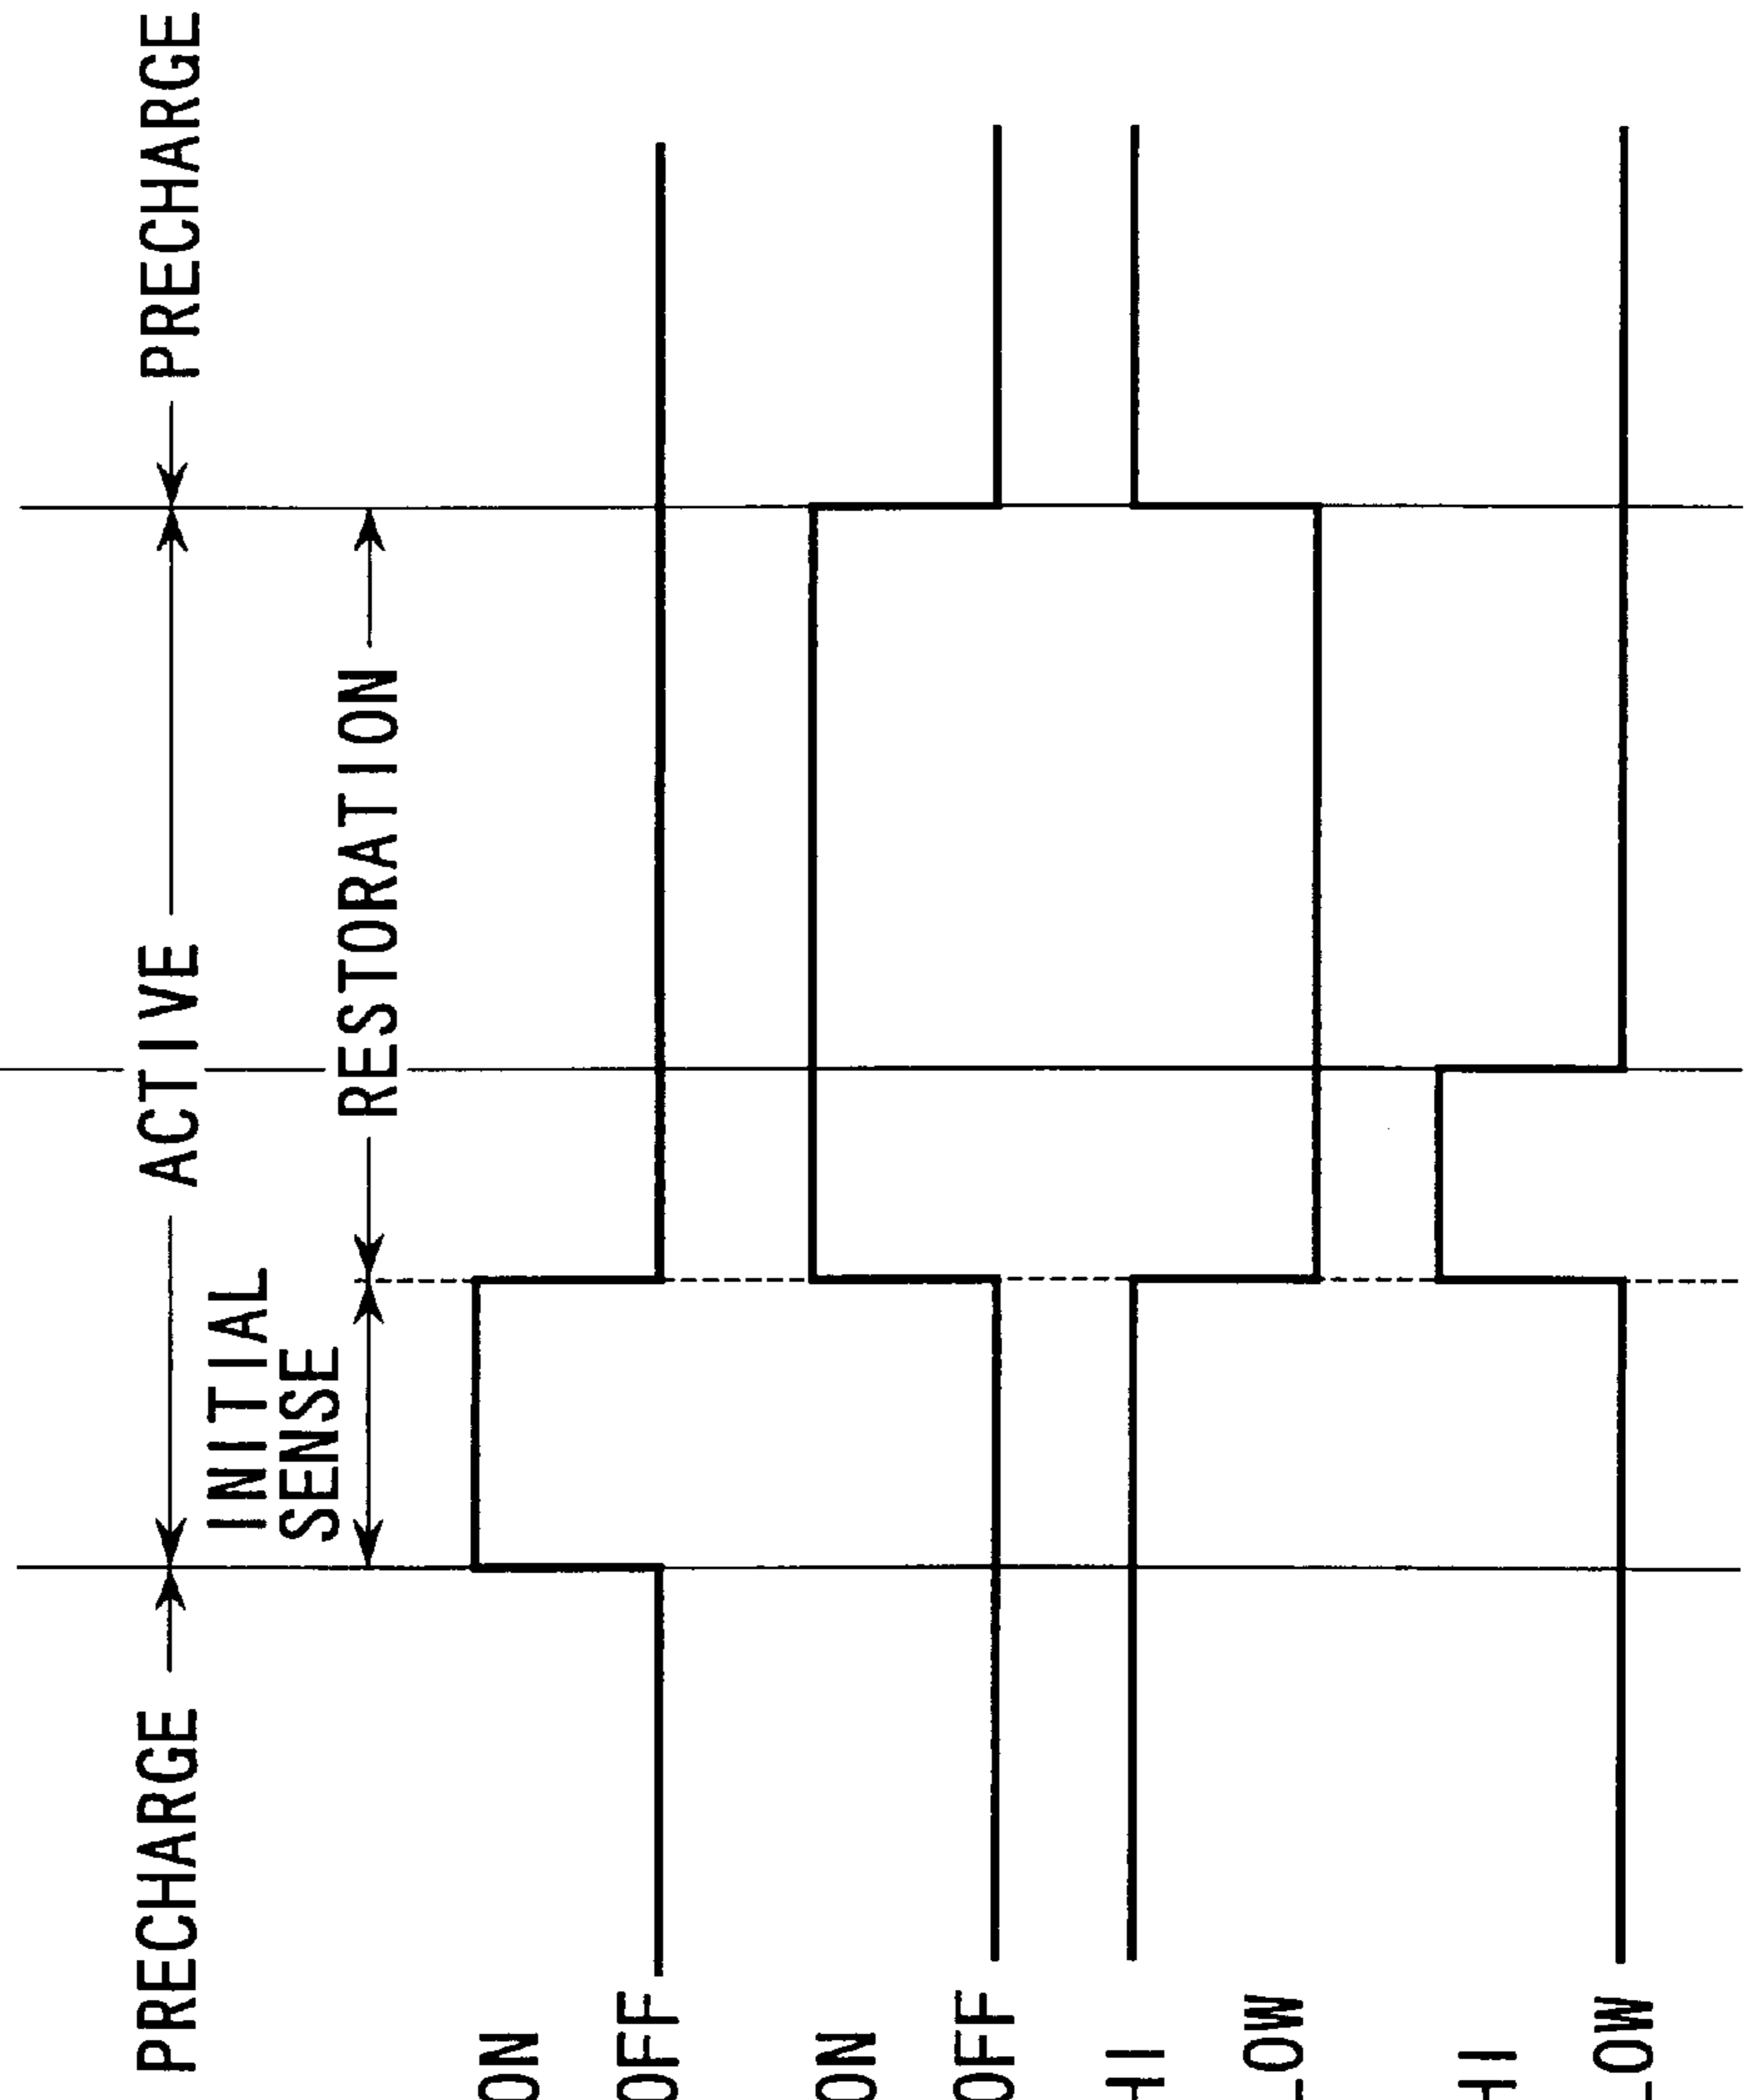 PRECHARGE
ACTIVE
PRECHARGE
INITIAL
SENSE
RESTORATION
ON
OFF
ON
OFF
HI
LOW
HI
LOW